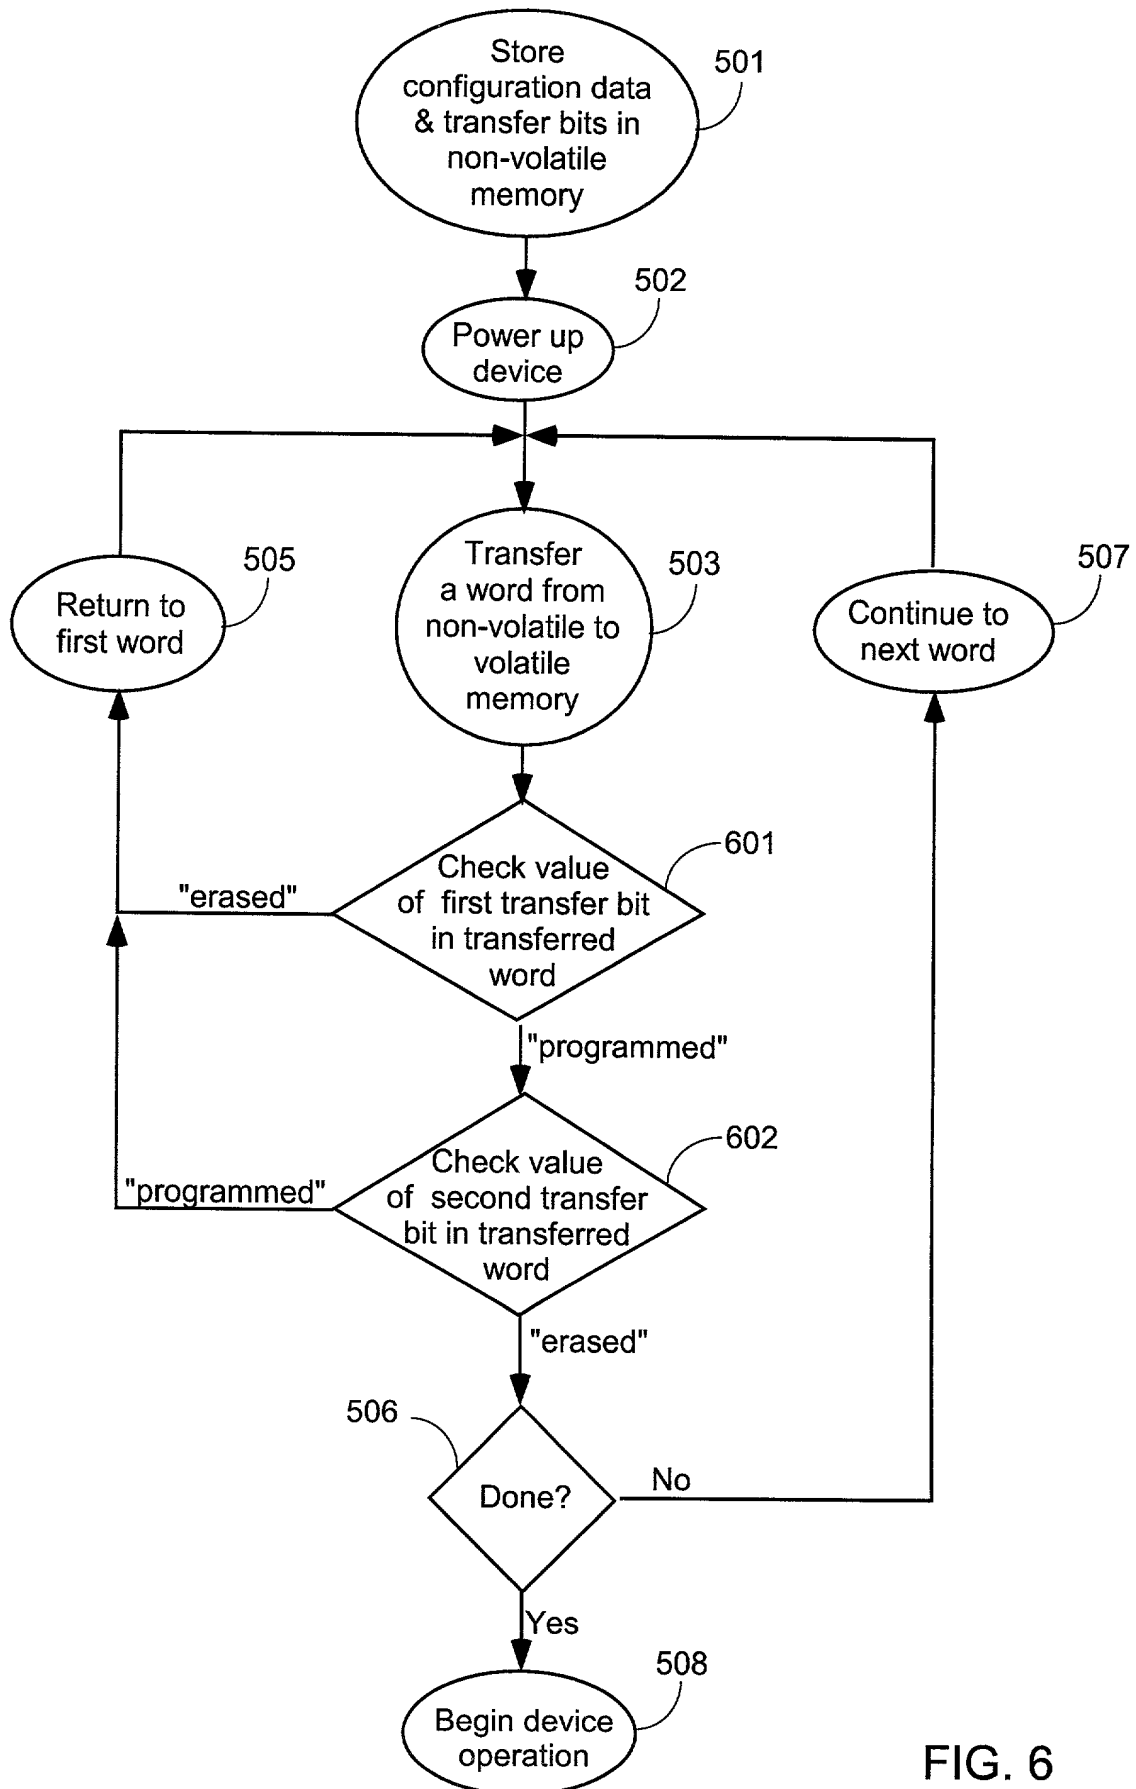 Store
configuration data
& transfer bits in
non-volatile
memory
501
502
Power up
device
505
Return to
first word
Transfer
a word from
non-volatile to
volatile
memory
503
507
Continue to
next word
601
Check value
of first transfer bit
in transferred
word
"erased"
"programmed"
602
Check value
of second transfer
bit in transferred
word
"programmed"
"erased"
506
Done?
No
Yes
508
Begin device
operation
FIG. 6